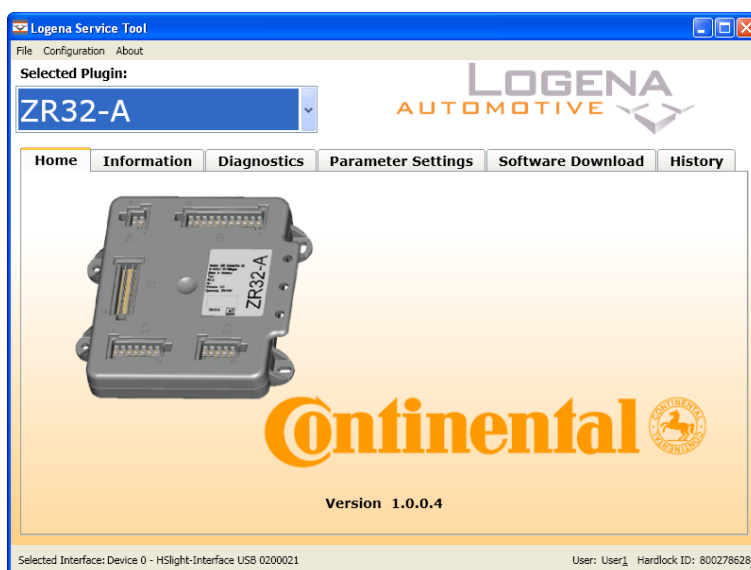 Logena Service Tool
File Configuration About
Selected Plugin:
ZR32-A
LOGENA
AUTOMOTIVE
Home Information Diagnostics Parameter Settings Software Download History
A
B
ZR32-A
D
Continental
CONTINENTAL
CONTINENTAL
Version 1.0.0.4
Selected Interface: Device 0 - HSlight-Interface USB 0200021
User: User1 Hardlock ID: 800278628